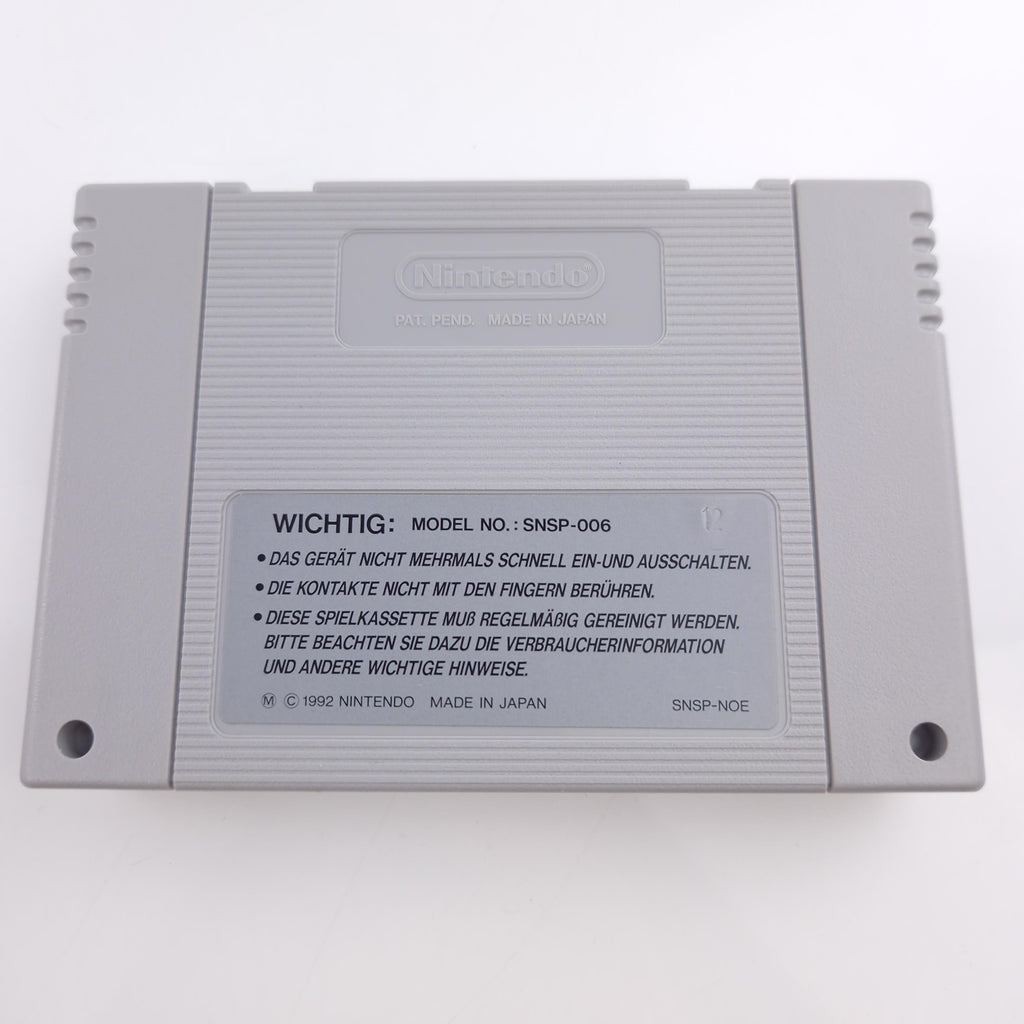 Nintendo®
PAT. PEND. MADE IN JAPAN
WICHTIG: MODEL NO.: SNSP-006
12
• DAS GERÄT NICHT MEHRMALS SCHNELL EIN-UND AUSSCHALTEN.
• DIE KONTAKTE NICHT MIT DEN FINGERN BERÜHREN.
• DIESE SPIELKASSETTE MUß REGELMÄßIG GEREINIGT WERDEN.
BITTE BEACHTEN SIE DAZU DIE VERBRAUCHERINFORMATION
UND ANDERE WICHTIGE HINWEISE.
Ⓜ © 1992 NINTENDO MADE IN JAPAN SNSP-NOE